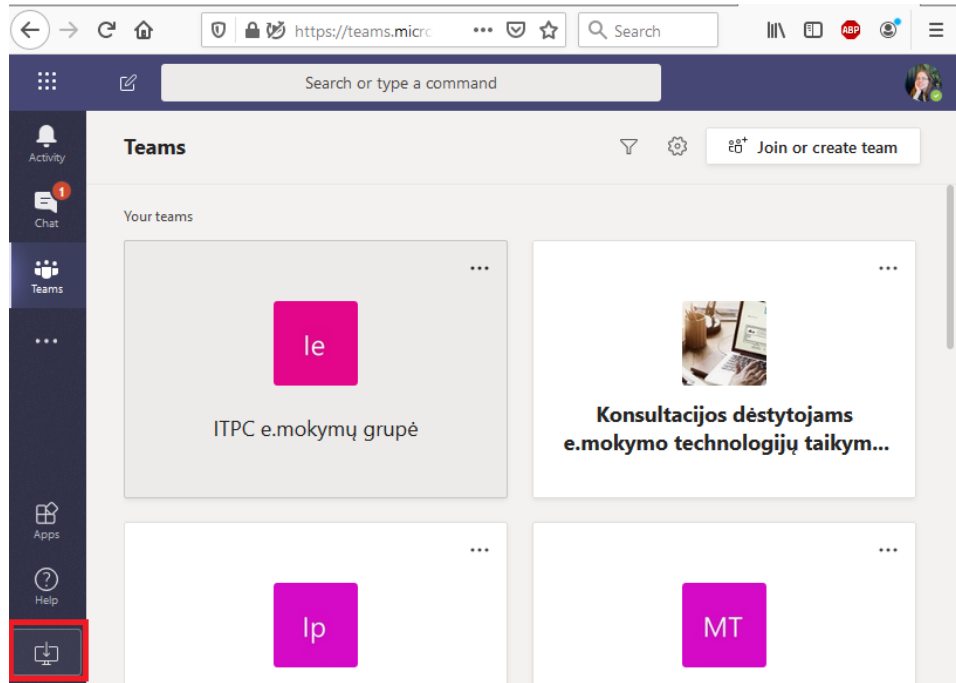 https://teams.micro
Search
ABP
Search or type a command
Activity
Teams
Join or create team
1
Chat
Your teams
Teams
Ie
ITPC e.mokymų grupė
Konsultacijos dėstytojams
e.mokymo technologijų taikym...
Apps
Help
Ip
MT